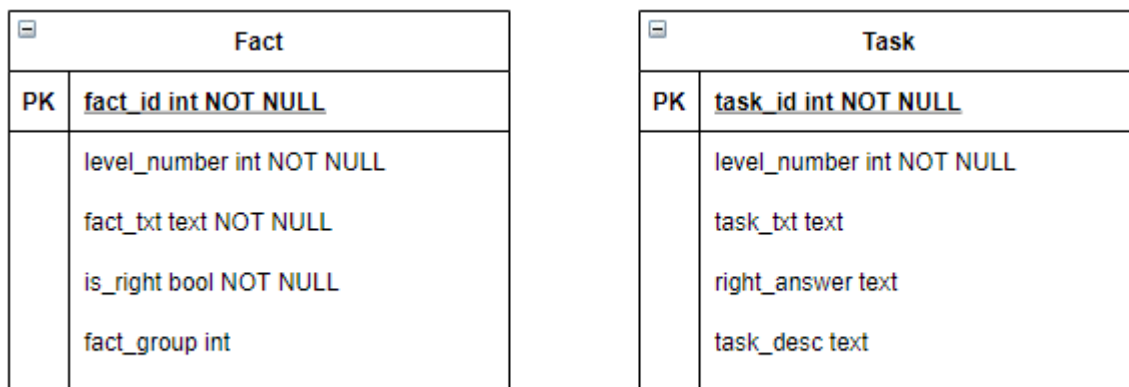 Fact
PK fact_id int NOT NULL
level_number int NOT NULL
fact_txt text NOT NULL
is_right bool NOT NULL
fact_group int
Task
PK task_id int NOT NULL
level_number int NOT NULL
task_txt text
right_answer text
task_desc text